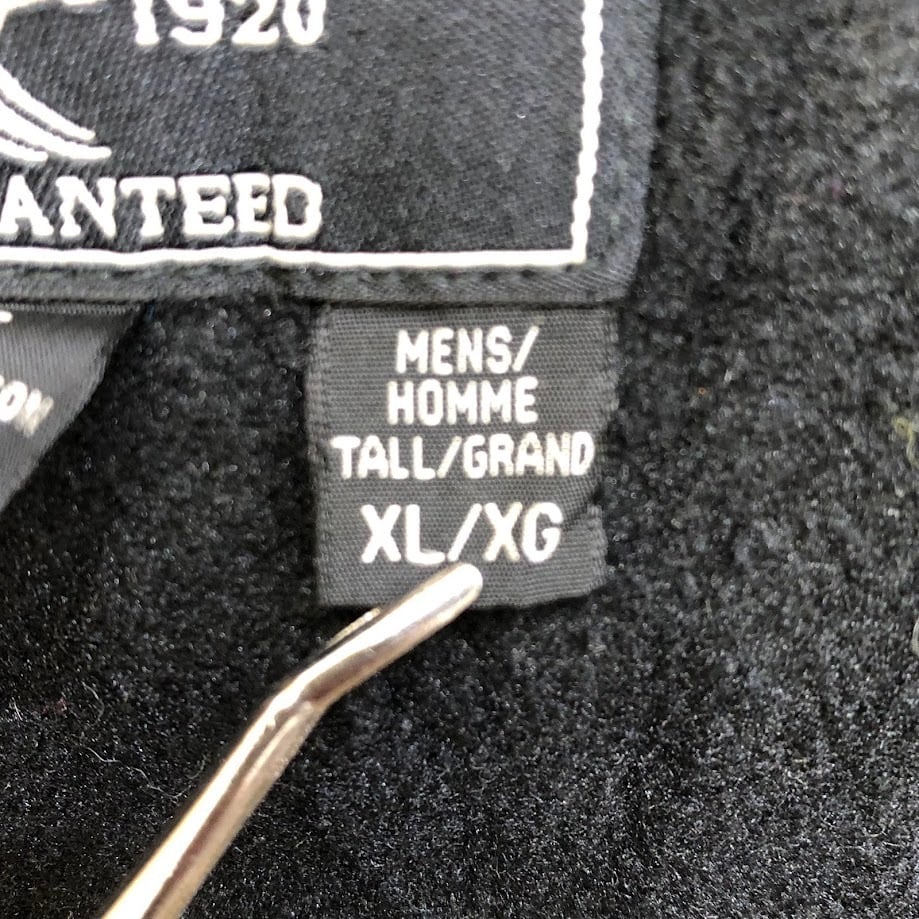 1920
ANTEED
MENS/
HOMME
TALL/GRAND
XL/XG